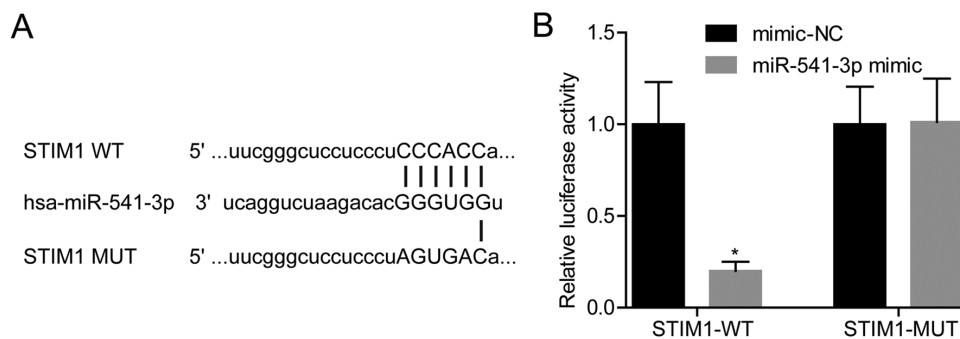 A
STIM1 WT 5' ...uucgggcuccucccuCCCACCa...
hsa-miR-541-3p 3' ucaggucuaagacacGGGUGGu
STIM1 MUT 5' ...uucgggcuccucccuAGUGACa...
B
mimic-NC
miR-541-3p mimic
Relative luciferase activity
1.5
1.0
0.5
0.0
*
STIM1-WT STIM1-MUT